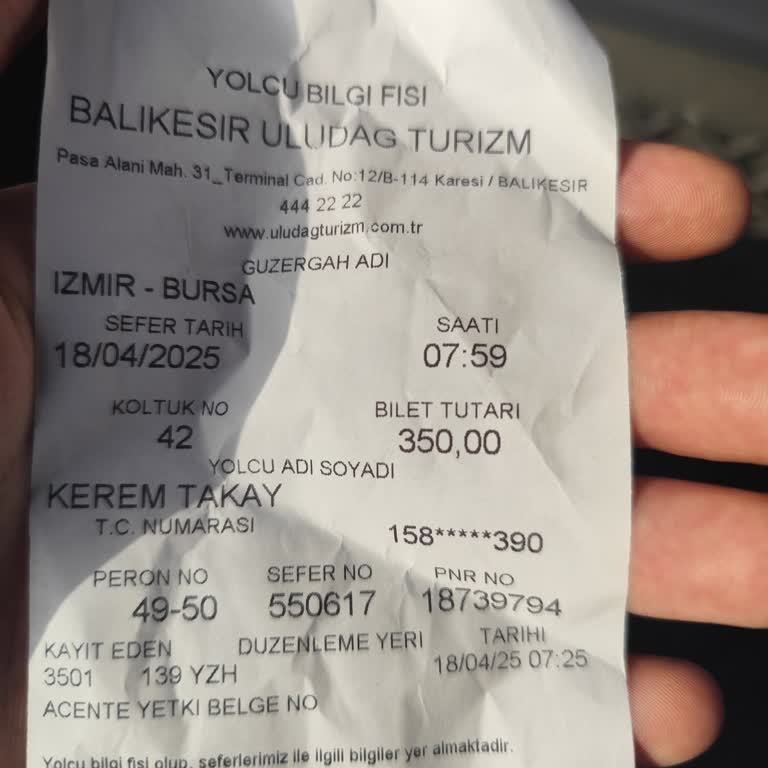 YOLCU BILGI FISI
BALIKESIR ULUDAG TURIZM
Pasa Alani Mah. 31_Terminal Cad. No:12/B-114 Karesi / BALIKESIR
444 22 22
www.uludagturizm.com.tr
GUZERGAH ADI
IZMIR - BURSA
SEFER TARIH SAATI
18/04/2025 07:59
KOLTUK NO BILET TUTARI
42 350,00
YOLCU ADI SOYADI
KEREM TAKAY
T.C. NUMARASI 158*****390
PERON NO SEFER NO PNR NO
49-50 550617 18739794
KAYIT EDEN DUZENLEME YERI TARIHI
3501 139 YZH 18/04/25 07:25
ACENTE YETKI BELGE NO
Yolcu bilgi fisi olup, seferlerimiz ile ilgili bilgiler yer almaktadir.